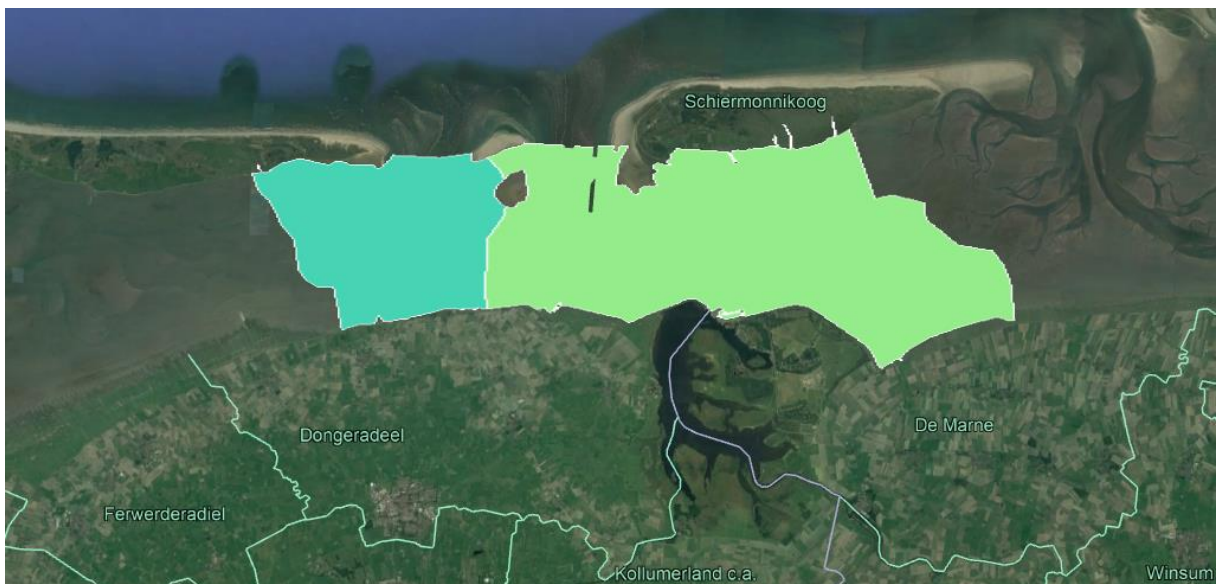 Schiermonnikoog
Dongeradeel
De Marne
Ferwerderadiel
Kollumerland c.a.
Winsum